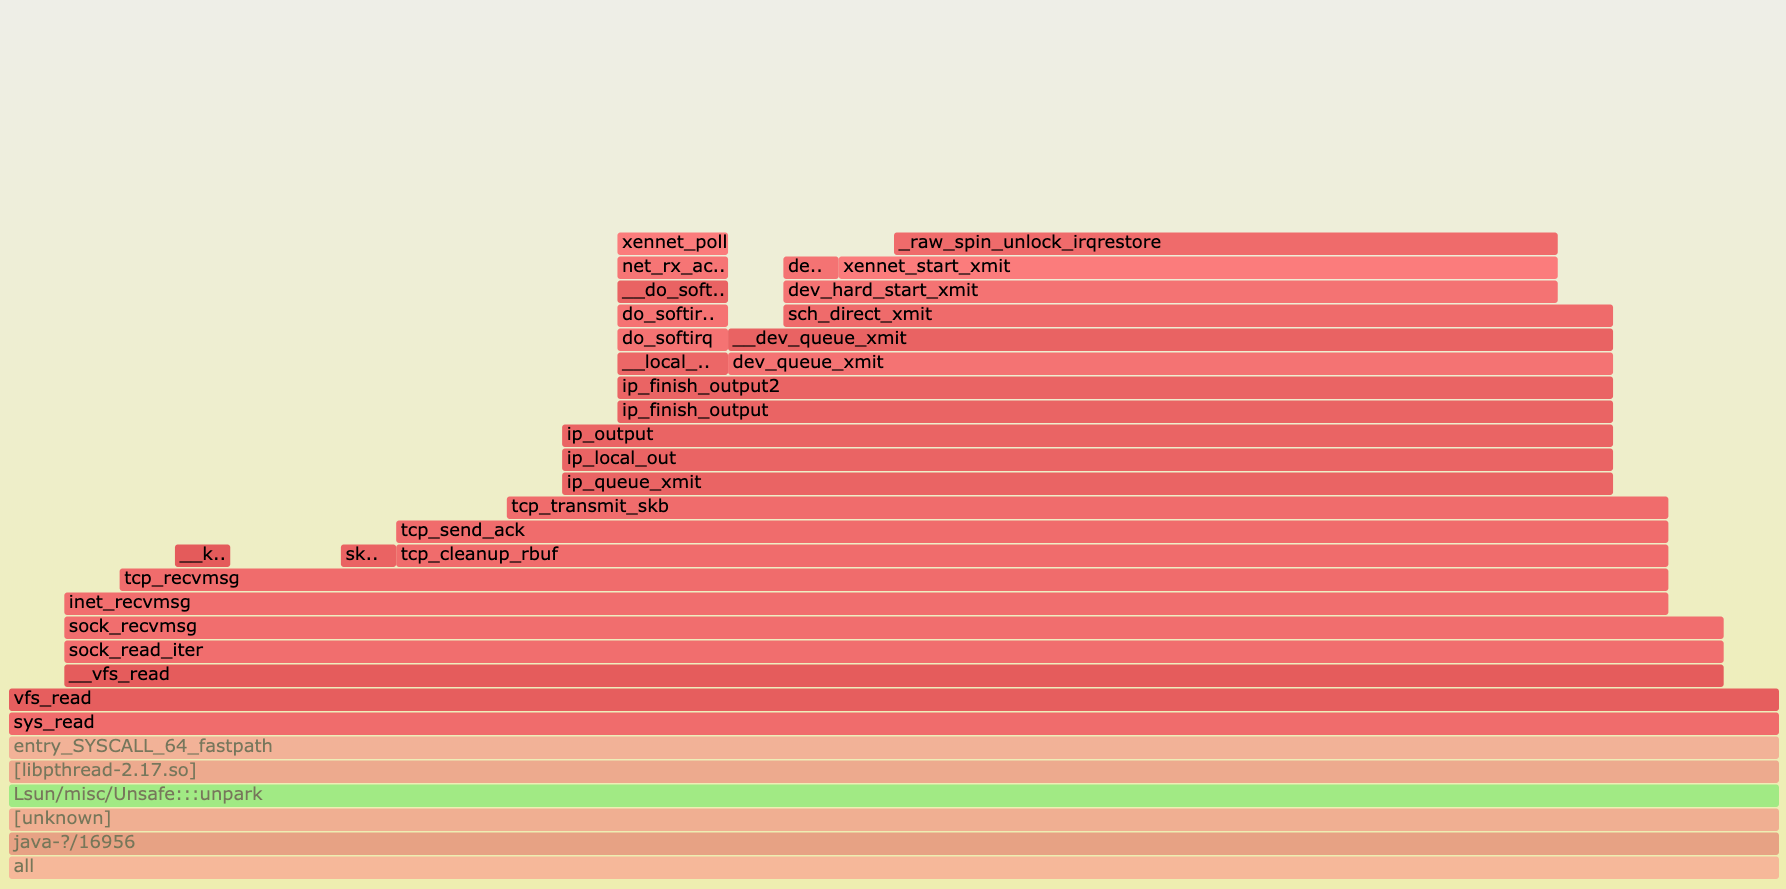 xennet_poll _raw_spin_unlock_irqrestore
net_rx_ac.. de.. xennet_start_xmit
__do_soft.. dev_hard_start_xmit
do_softir.. sch_direct_xmit
do_softirq __dev_queue_xmit
__local_.. dev_queue_xmit
ip_finish_output2
ip_finish_output
ip_output
ip_local_out
ip_queue_xmit
tcp_transmit_skb
tcp_send_ack
__k.. sk.. tcp_cleanup_rbuf
tcp_recvmsg
inet_recvmsg
sock_recvmsg
sock_read_iter
__vfs_read
vfs_read
sys_read
entry_SYSCALL_64_fastpath
[libpthread-2.17.so]
Lsun/misc/Unsafe:::unpark
[unknown]
java-?/16956
all